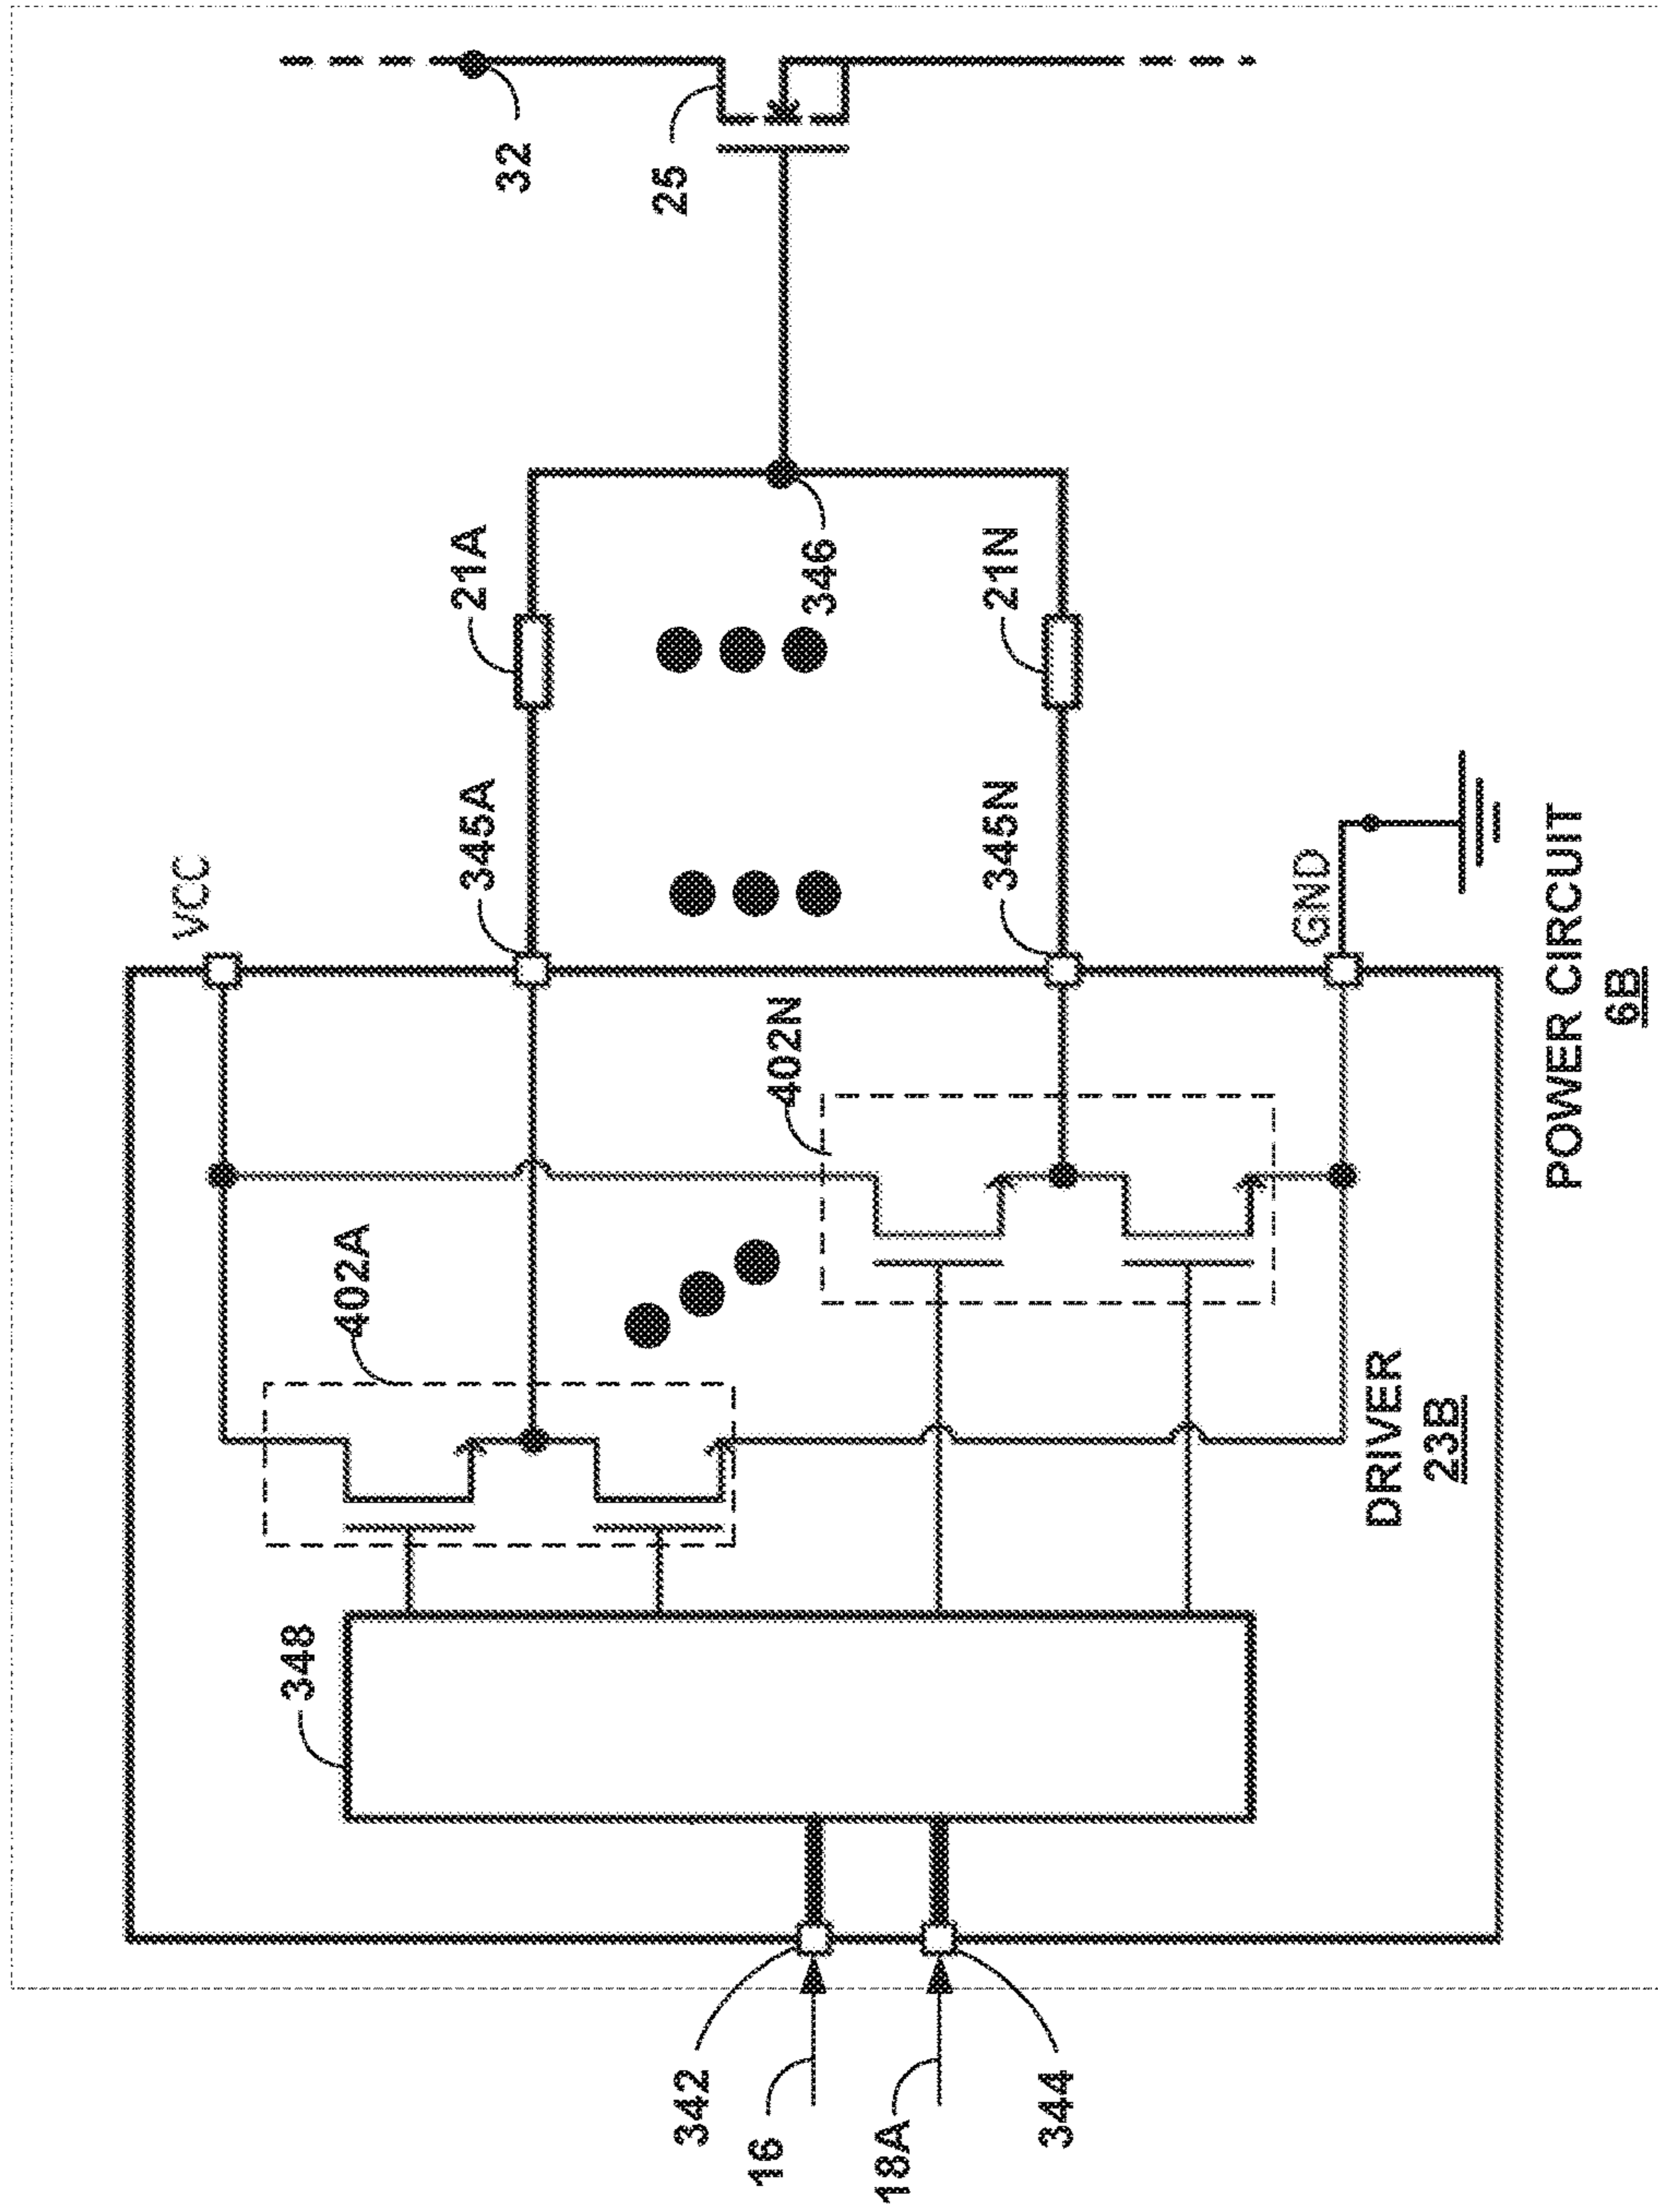 VCC
402A
345A
21A
32
348
25
402N
346
342
16
18A
344
345N
21N
GND
DRIVER
23B
POWER CIRCUIT
6B